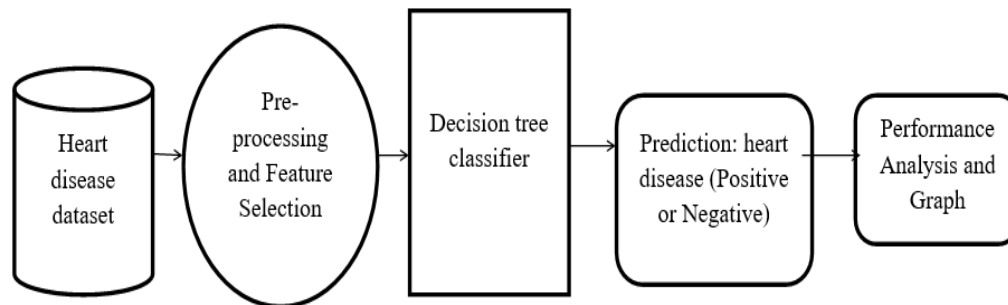 Heart
disease
dataset
Pre-
processing
and Feature
Selection
Decision tree
classifier
Prediction: heart
disease (Positive
or Negative)
Performance
Analysis and
Graph